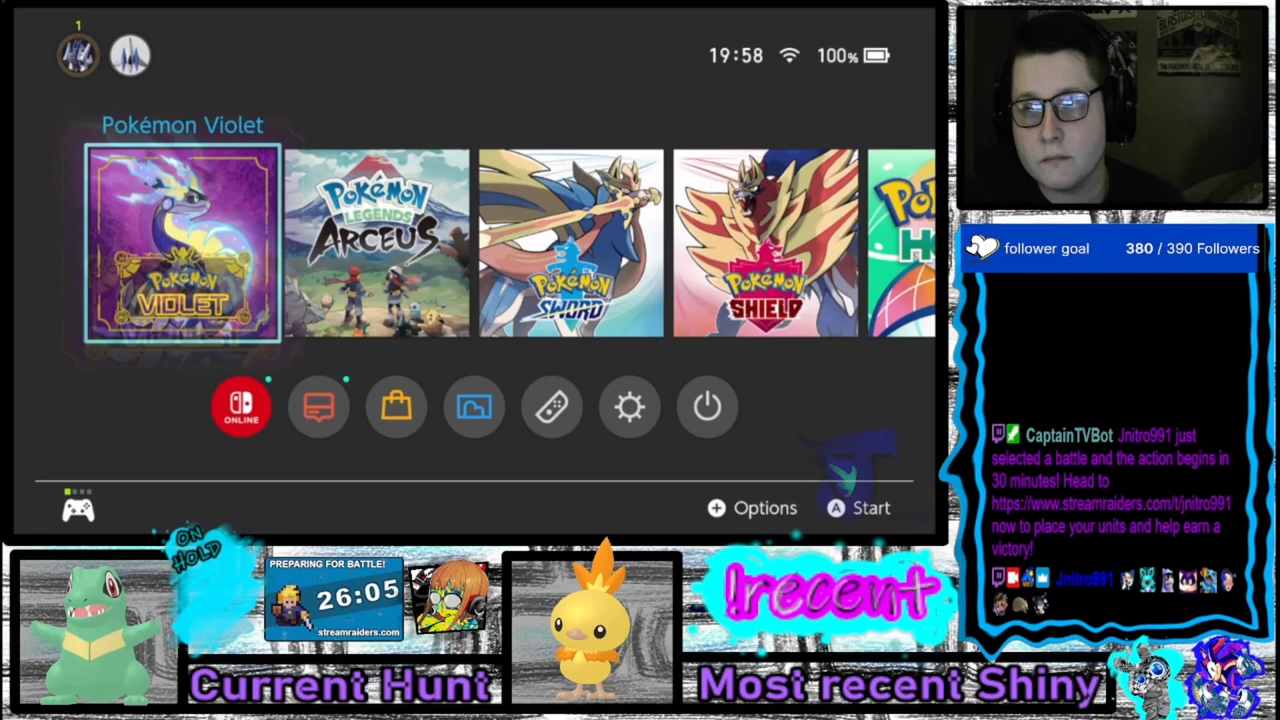 1
19:58
100%
Pokémon Violet
POKÉMON
VIOLET
POKÉMON
LEGENDS
ARCEUS
POKÉMON
SWORD
POKÉMON
SHIELD
ONLINE
Options
A Start
follower goal 380 / 390 Followers
CaptainTVBot Jnitro991 just
selected a battle and the action begins in
30 minutes! Head to
https://www.streamraiders.com/t/jnitro991
now to place your units and help earn a
victory!
Jnitro991
ON
HOLD
PREPARING FOR BATTLE!
26:05
streamraiders.com
!recent
Current Hunt
Most recent Shiny